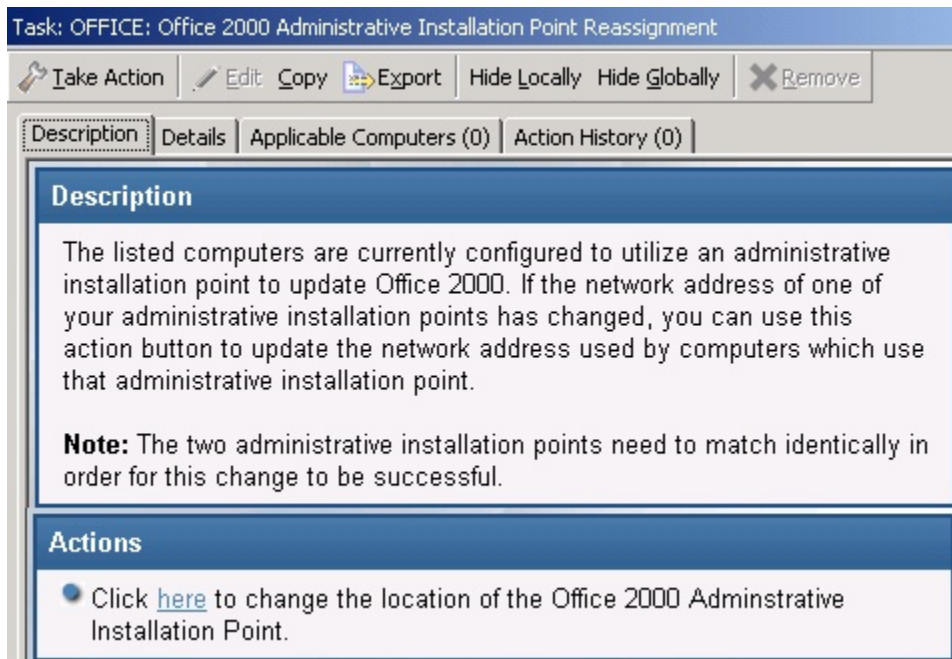 Task: OFFICE: Office 2000 Administrative Installation Point Reassignment
Take Action Edit Copy Export Hide Locally Hide Globally Remove
Description Details Applicable Computers (0) Action History (0)
Description
The listed computers are currently configured to utilize an administrative
installation point to update Office 2000. If the network address of one of
your administrative installation points has changed, you can use this
action button to update the network address used by computers which use
that administrative installation point.
Note: The two administrative installation points need to match identically in
order for this change to be successful.
Actions
Click here to change the location of the Office 2000 Adminstrative
Installation Point.